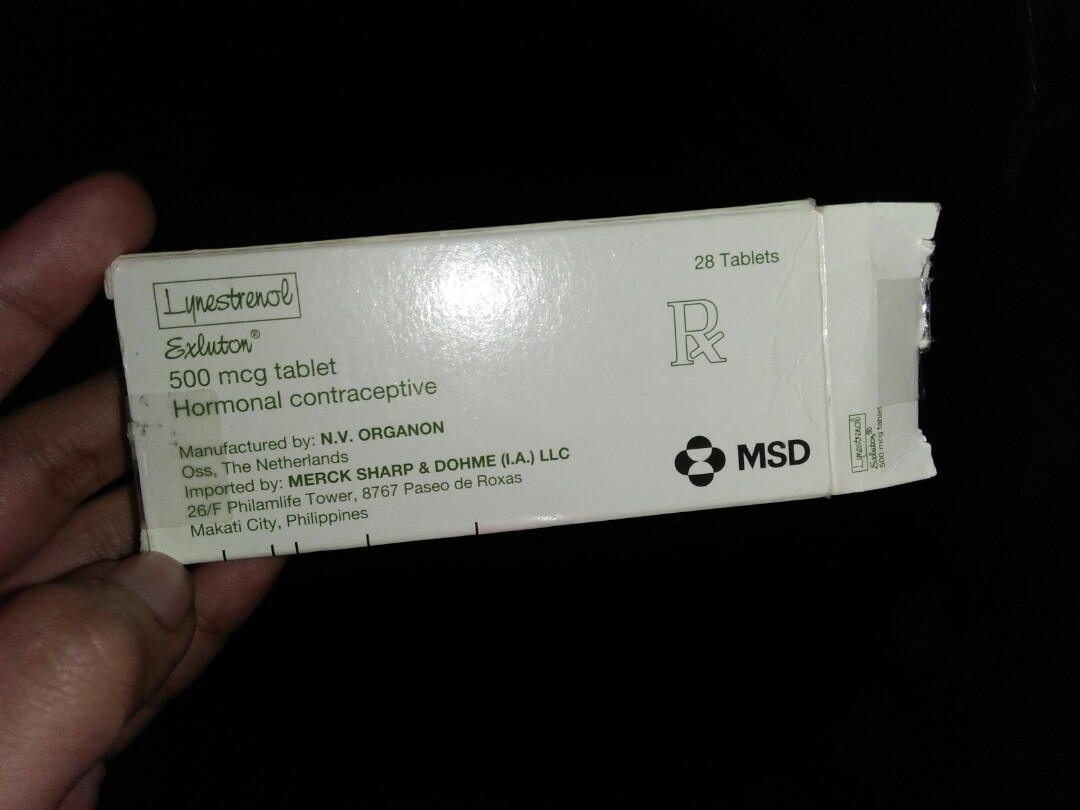 Lynestrenol
Exluton®
500 mcg tablet
Hormonal contraceptive
Manufactured by: N.V. ORGANON
Oss, The Netherlands
Imported by: MERCK SHARP & DOHME (I.A.) LLC
26/F Philamlife Tower, 8767 Paseo de Roxas
Makati City, Philippines
28 Tablets
Rx
MSD
Lynestrenol
Exluton®
500 mcg tablet